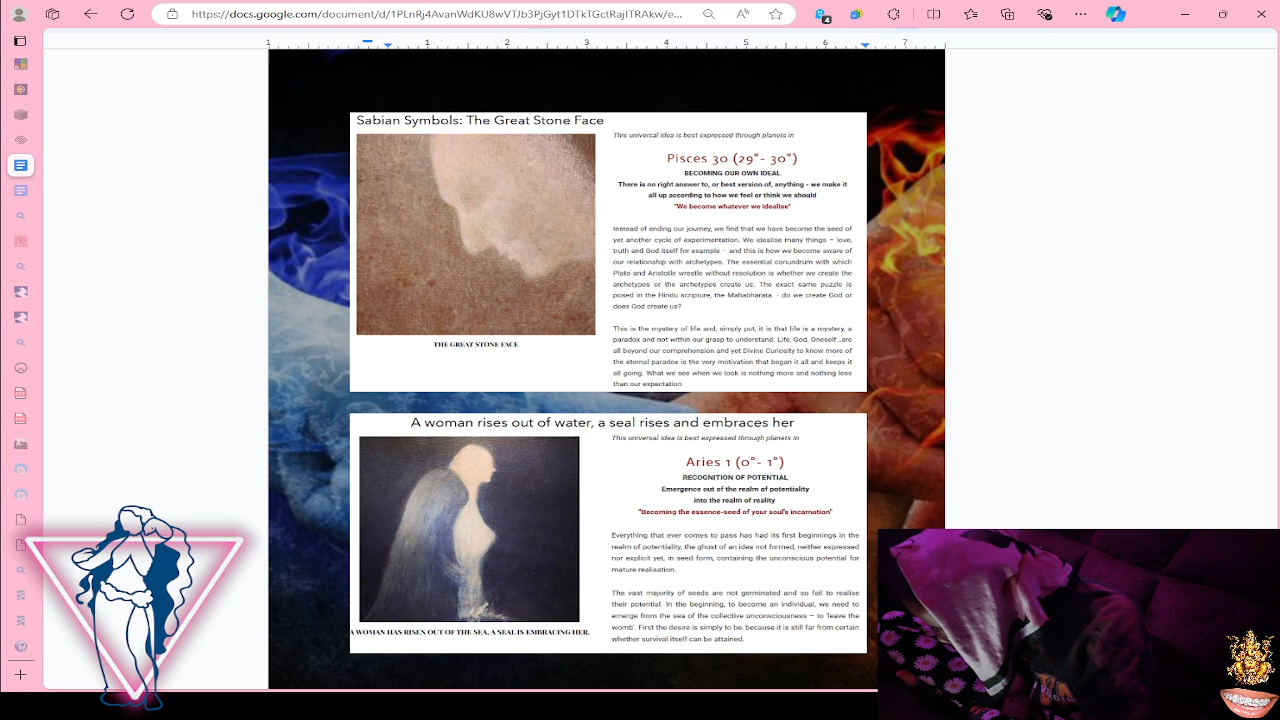 https://docs.google.com/document/d/1PLnRj4AvanWdKU8wVTJb3PjGyt1DTkTGctRajITRAKw/e...
1 1 2 3 4 5 6 7
Sabian Symbols: The Great Stone Face
This universal idea is best expressed through planets in
Pisces 30 (29°- 30°)
BECOMING OUR OWN IDEAL
There is no right answer to, or best version of, anything - we make it
all up according to how we feel or think we should
"We become whatever we idealise"
Instead of ending our journey, we find that we have become the seed of
yet another cycle of experimentation. We idealise many things – love,
truth and God itself for example – and this is how we become aware of
our relationship with archetypes. The essential conundrum with which
Plato and Aristotle wrestle without resolution is whether we create the
archetypes or the archetypes create us. The exact same puzzle is
posed in the Hindu scripture, the Mahabharata - do we create God or
does God create us?
THE GREAT STONE FACE
This is the mystery of life and, simply put, it is that life is a mystery, a
paradox and not within our grasp to understand. Life, God, Oneself...are
all beyond our comprehension and yet Divine Curiosity to know more of
the eternal paradox is the very motivation that began it all and keeps it
all going. What we see when we look is nothing more and nothing less
than our expectation.
A woman rises out of water, a seal rises and embraces her
This universal idea is best expressed through planets in
Aries 1 (0°- 1°)
RECOGNITION OF POTENTIAL
Emergence out of the realm of potentiality
into the realm of reality
"Becoming the essence-seed of your soul's incarnation"
Everything that ever comes to pass has had its first beginnings in the
realm of potentiality, the ghost of an idea not formed, neither expressed
nor explicit yet, in seed form, containing the unconscious potential for
mature realisation.
The vast majority of seeds are not germinated and so fail to realise
their potential. In the beginning, to become an individual, we need to
emerge from the sea of the collective unconsciousness – to 'leave the
womb'. First the desire is simply to be, because it is still far from certain
whether survival itself can be attained.
A WOMAN HAS RISEN OUT OF THE SEA. A SEAL IS EMBRACING HER.